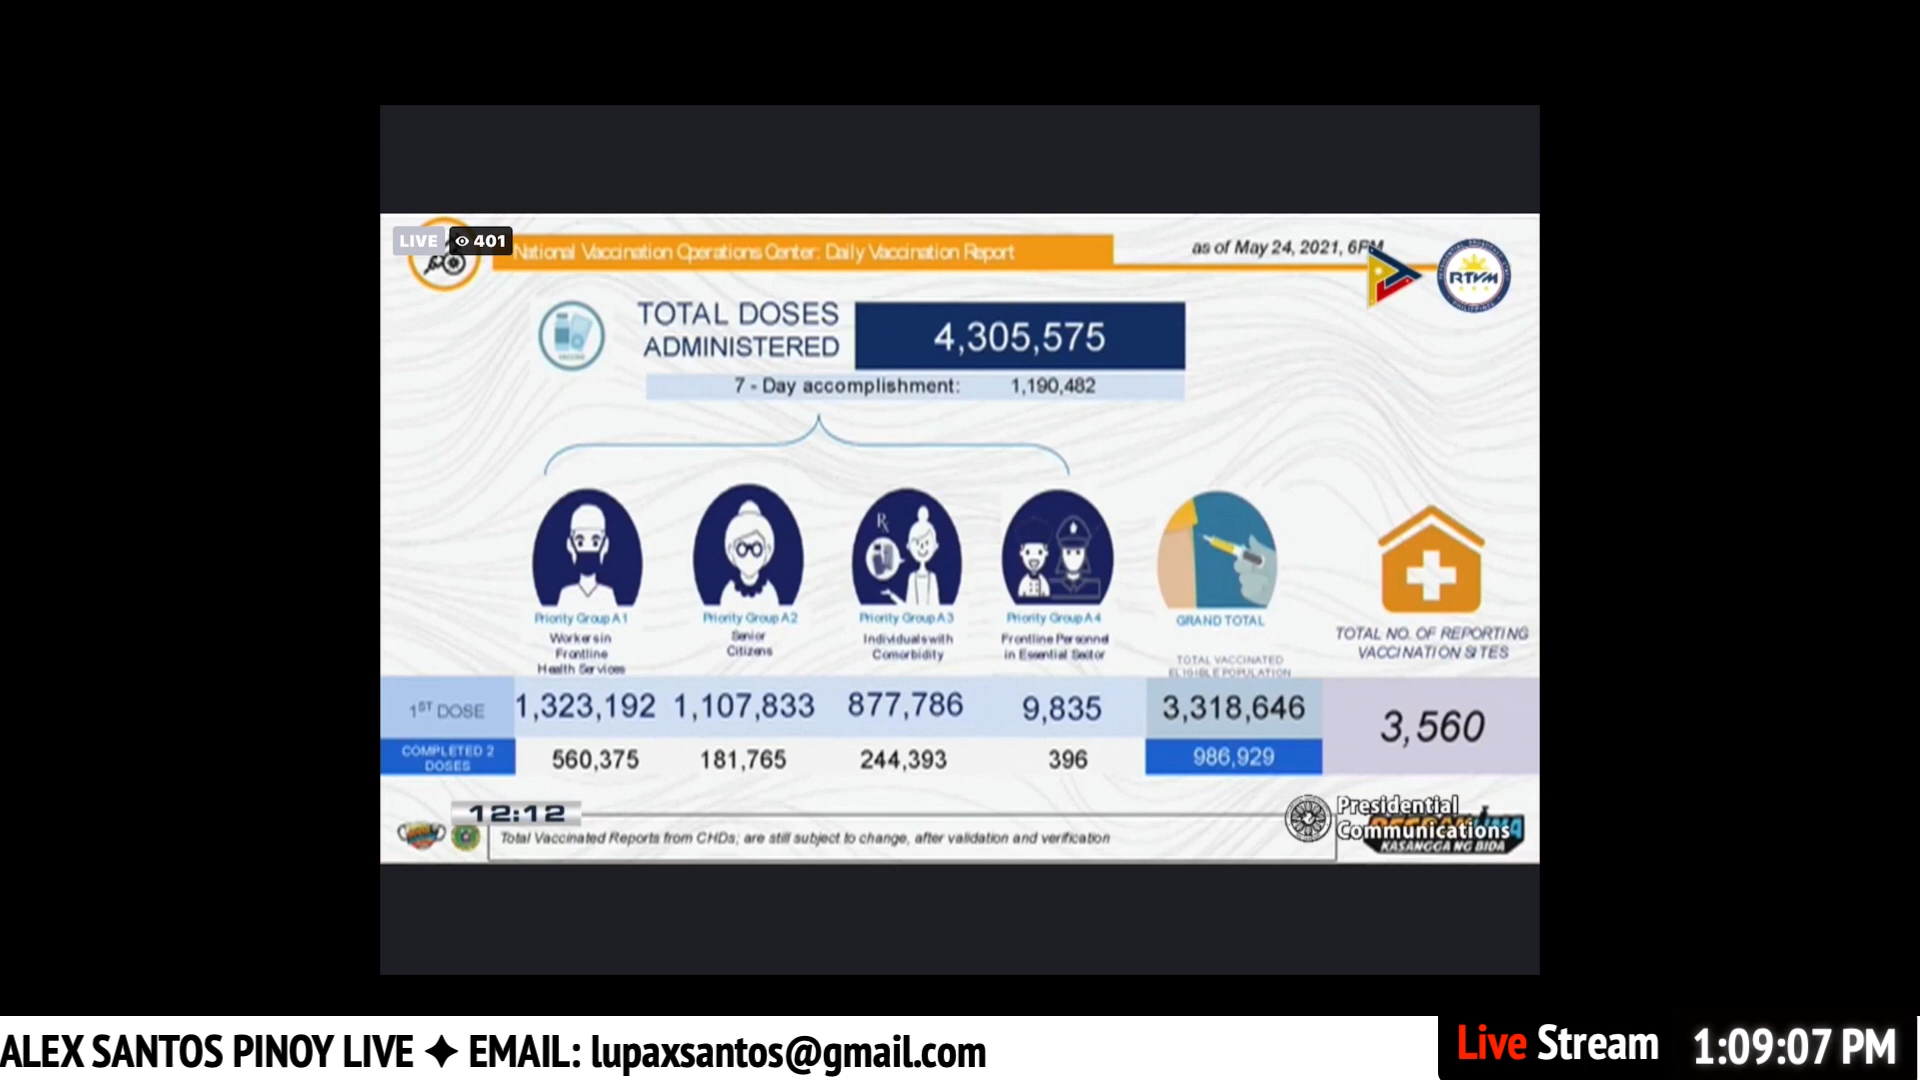 LIVE 401
National Vaccination Operations Center: Daily Vaccination Report
as of May 24, 2021, 6PM
RTVM
TOTAL DOSES
ADMINISTERED
4,305,575
7 - Day accomplishment: 1,190,482
Priority Group A1
Workers in
Frontline
Health Services
Priority Group A2
Senior
Citizens
Priority Group A3
Individuals with
Comorbidity
Priority Group A4
Frontline Personnel
in Essential Sector
GRAND TOTAL
TOTAL VACCINATED
ELIGIBLE POPULATION
TOTAL NO. OF REPORTING
VACCINATION SITES
1ST DOSE 1,323,192 1,107,833 877,786 9,835 3,318,646
3,560
COMPLETED 2
DOSES
560,375 181,765 244,393 396 986,929
12:12
Total Vaccinated Reports from CHDs; are still subject to change, after validation and verification
Presidential
Communications
KASANGGA NG BIDA
ALEX SANTOS PINOY LIVE ✦ EMAIL: lupaxsantos@gmail.com
Live Stream 1:09:07 PM